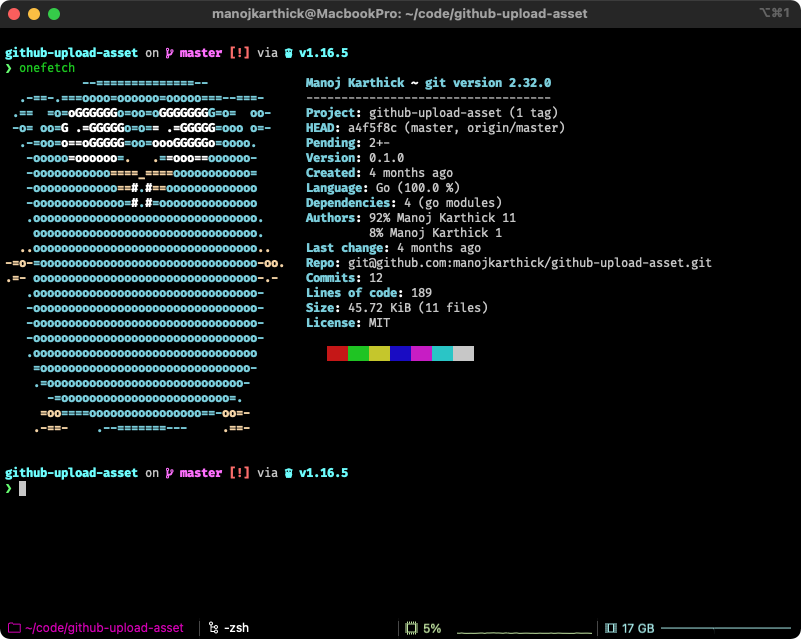 manojkarthick@MacbookPro: ~/code/github-upload-asset
⌥⌘1
github-upload-asset on master [!] via v1.16.5
❯ onefetch
Manoj Karthick ~ git version 2.32.0
-----------------------------------
Project: github-upload-asset (1 tag)
HEAD: a4f5f8c (master, origin/master)
Pending: 2+-
Version: 0.1.0
Created: 4 months ago
Language: Go (100.0 %)
Dependencies: 4 (go modules)
Authors: 92% Manoj Karthick 11
8% Manoj Karthick 1
Last change: 4 months ago
Repo: git@github.com:manojkarthick/github-upload-asset.git
Commits: 12
Lines of code: 189
Size: 45.72 KiB (11 files)
License: MIT
github-upload-asset on master [!] via v1.16.5
❯
~/code/github-upload-asset
-zsh
5%
17 GB